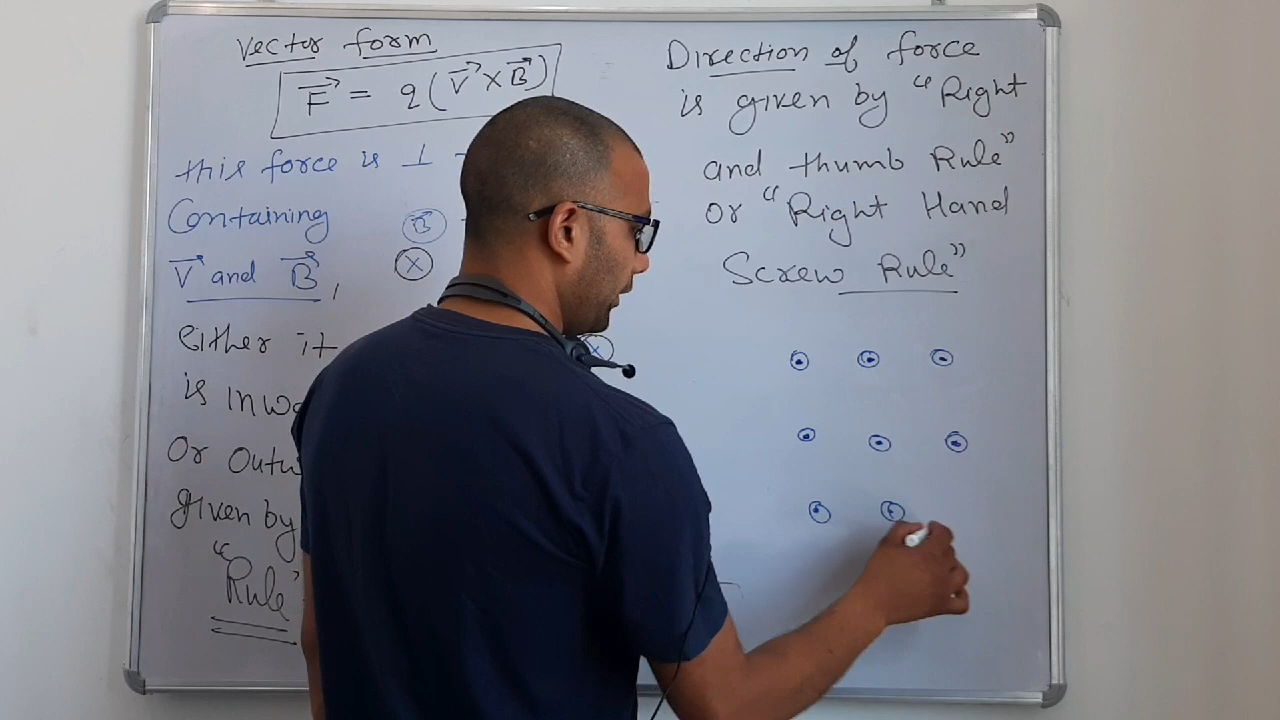 Vector form
F⃗ = q(V⃗ × B⃗)
this force is ⊥
Containing B⃗
V⃗ and B⃗, ⊗
either it
is Inwa
Or Outw
given by
"Rule"
Direction of force
is given by "Right
and thumb Rule"
or "Right Hand
Screw Rule"